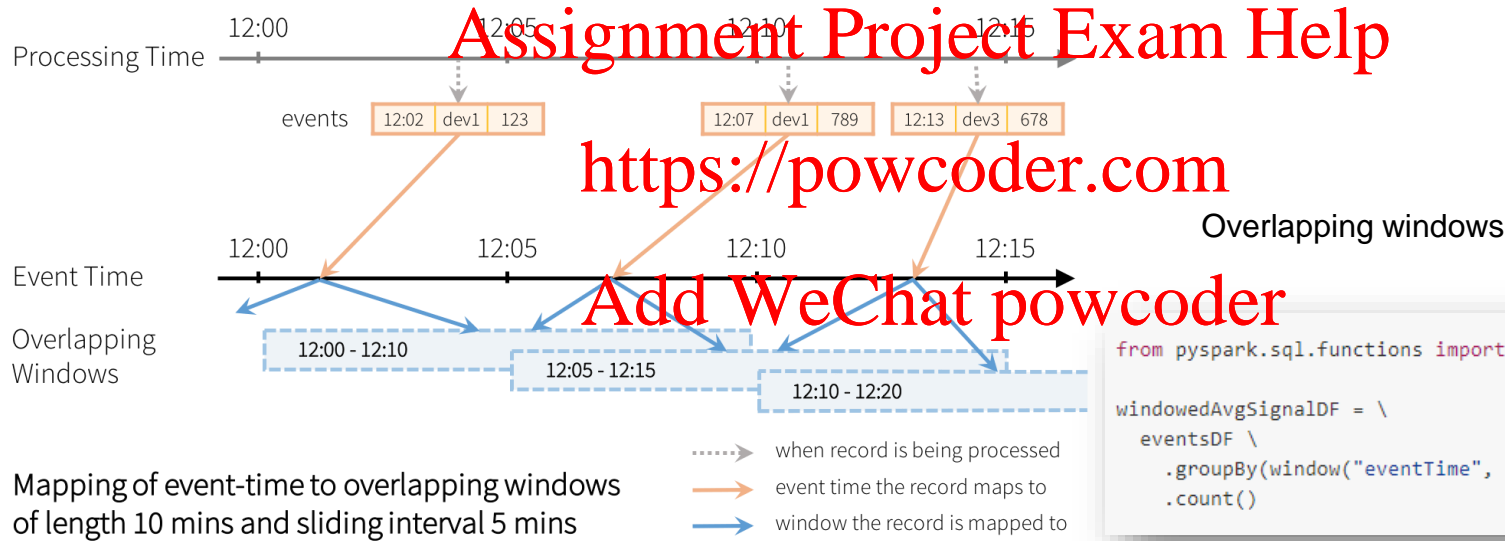 12:00 12:05 12:10 12:15
Assignment Project Exam Help
Processing Time
events 12:02 dev1 123 12:07 dev1 789 12:13 dev3 678
https://powcoder.com
Overlapping windows
12:00 12:05 12:10 12:15
Event Time
Add WeChat powcoder
Overlapping
Windows
12:00 - 12:10
12:05 - 12:15
12:10 - 12:20
from pyspark.sql.functions import
windowedAvgSignalDF = \
eventsDF \
.groupBy(window("eventTime",
.count()
when record is being processed
event time the record maps to
window the record is mapped to
Mapping of event-time to overlapping windows
of length 10 mins and sliding interval 5 mins